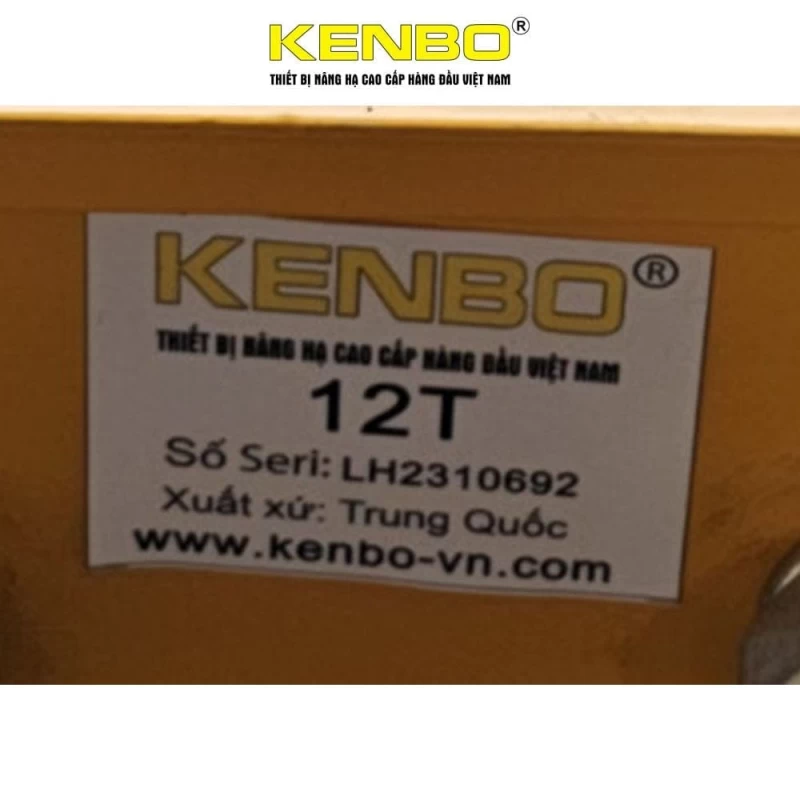 KENBO®
THIẾT BỊ NÂNG HẠ CAO CẤP HÀNG ĐẦU VIỆT NAM
KENBO®
THIẾT BỊ NÂNG HẠ CAO CẤP HÀNG ĐẦU VIỆT NAM
12T
Số Seri: LH2310692
Xuất xứ: Trung Quốc
www.kenbo-vn.com